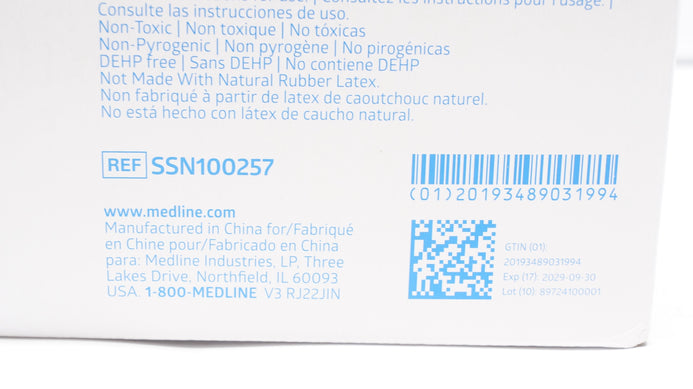 Consulte las instrucciones de uso.
Non-Toxic | Non toxique | No tóxicas
Non-Pyrogenic | Non pyrogène | No pirogénicas
DEHP free | Sans DEHP | No contiene DEHP
Not Made With Natural Rubber Latex.
Non fabriqué à partir de latex de caoutchouc naturel.
No está hecho con látex de caucho natural.
REF SSN100257
(01)20193489031994
www.medline.com
Manufactured in China for/Fabriqué
en Chine pour/Fabricado en China
para: Medline Industries, LP, Three
Lakes Drive, Northfield, IL 60093
USA. 1-800-MEDLINE V3 RJ22JIN
GTIN (01):
20193489031994
Exp (17): 2029-09-30
Lot (10): 89724100001